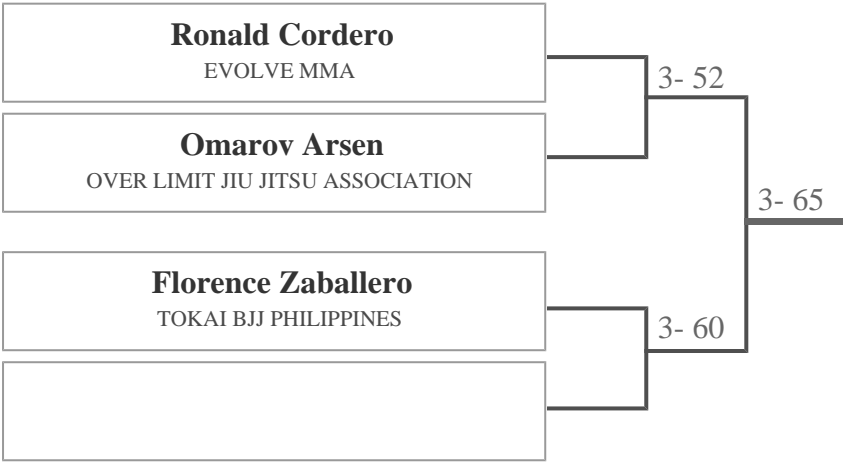 Ronald Cordero
EVOLVE MMA
3- 52
Omarov Arsen
OVER LIMIT JIU JITSU ASSOCIATION
3- 65
Florence Zaballero
TOKAI BJJ PHILIPPINES
3- 60